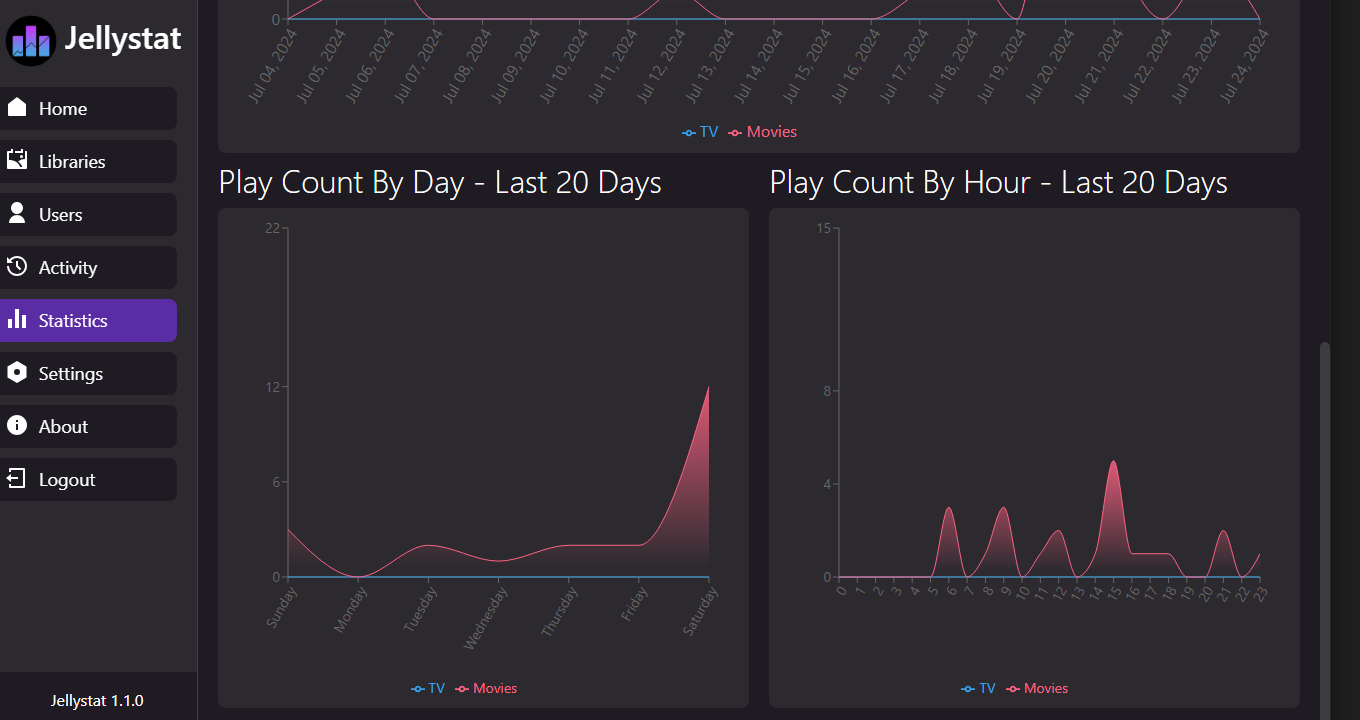 Jellystat
Home
Libraries
Users
Activity
Statistics
Settings
About
Logout
Jellystat 1.1.0
0
Jul 04, 2024
Jul 05, 2024
Jul 06, 2024
Jul 07, 2024
Jul 08, 2024
Jul 09, 2024
Jul 10, 2024
Jul 11, 2024
Jul 12, 2024
Jul 13, 2024
Jul 14, 2024
Jul 15, 2024
Jul 16, 2024
Jul 17, 2024
Jul 18, 2024
Jul 19, 2024
Jul 20, 2024
Jul 21, 2024
Jul 22, 2024
Jul 23, 2024
Jul 24, 2024
TV Movies
Play Count By Day - Last 20 Days
22
12
6
0
Sunday
Monday
Tuesday
Wednesday
Thursday
Friday
Saturday
TV Movies
Play Count By Hour - Last 20 Days
15
8
4
0
0 1 2 3 4 5 6 7 8 9 10 11 12 13 14 15 16 17 18 19 20 21 22 23
TV Movies